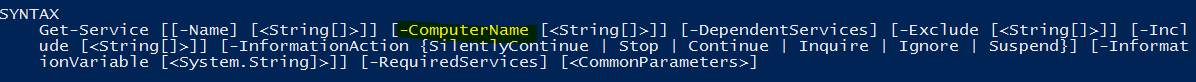 SYNTAX
Get-Service [[-Name] [<String[]>]] [-ComputerName [<String[]>]] [-DependentServices] [-Exclude [<String[]>]] [-Incl
ude [<String[]>]] [-InformationAction {SilentlyContinue | Stop | Continue | Inquire | Ignore | Suspend}] [-Informat
ionVariable [<System.String]>]] [-RequiredServices] [<CommonParameters>]